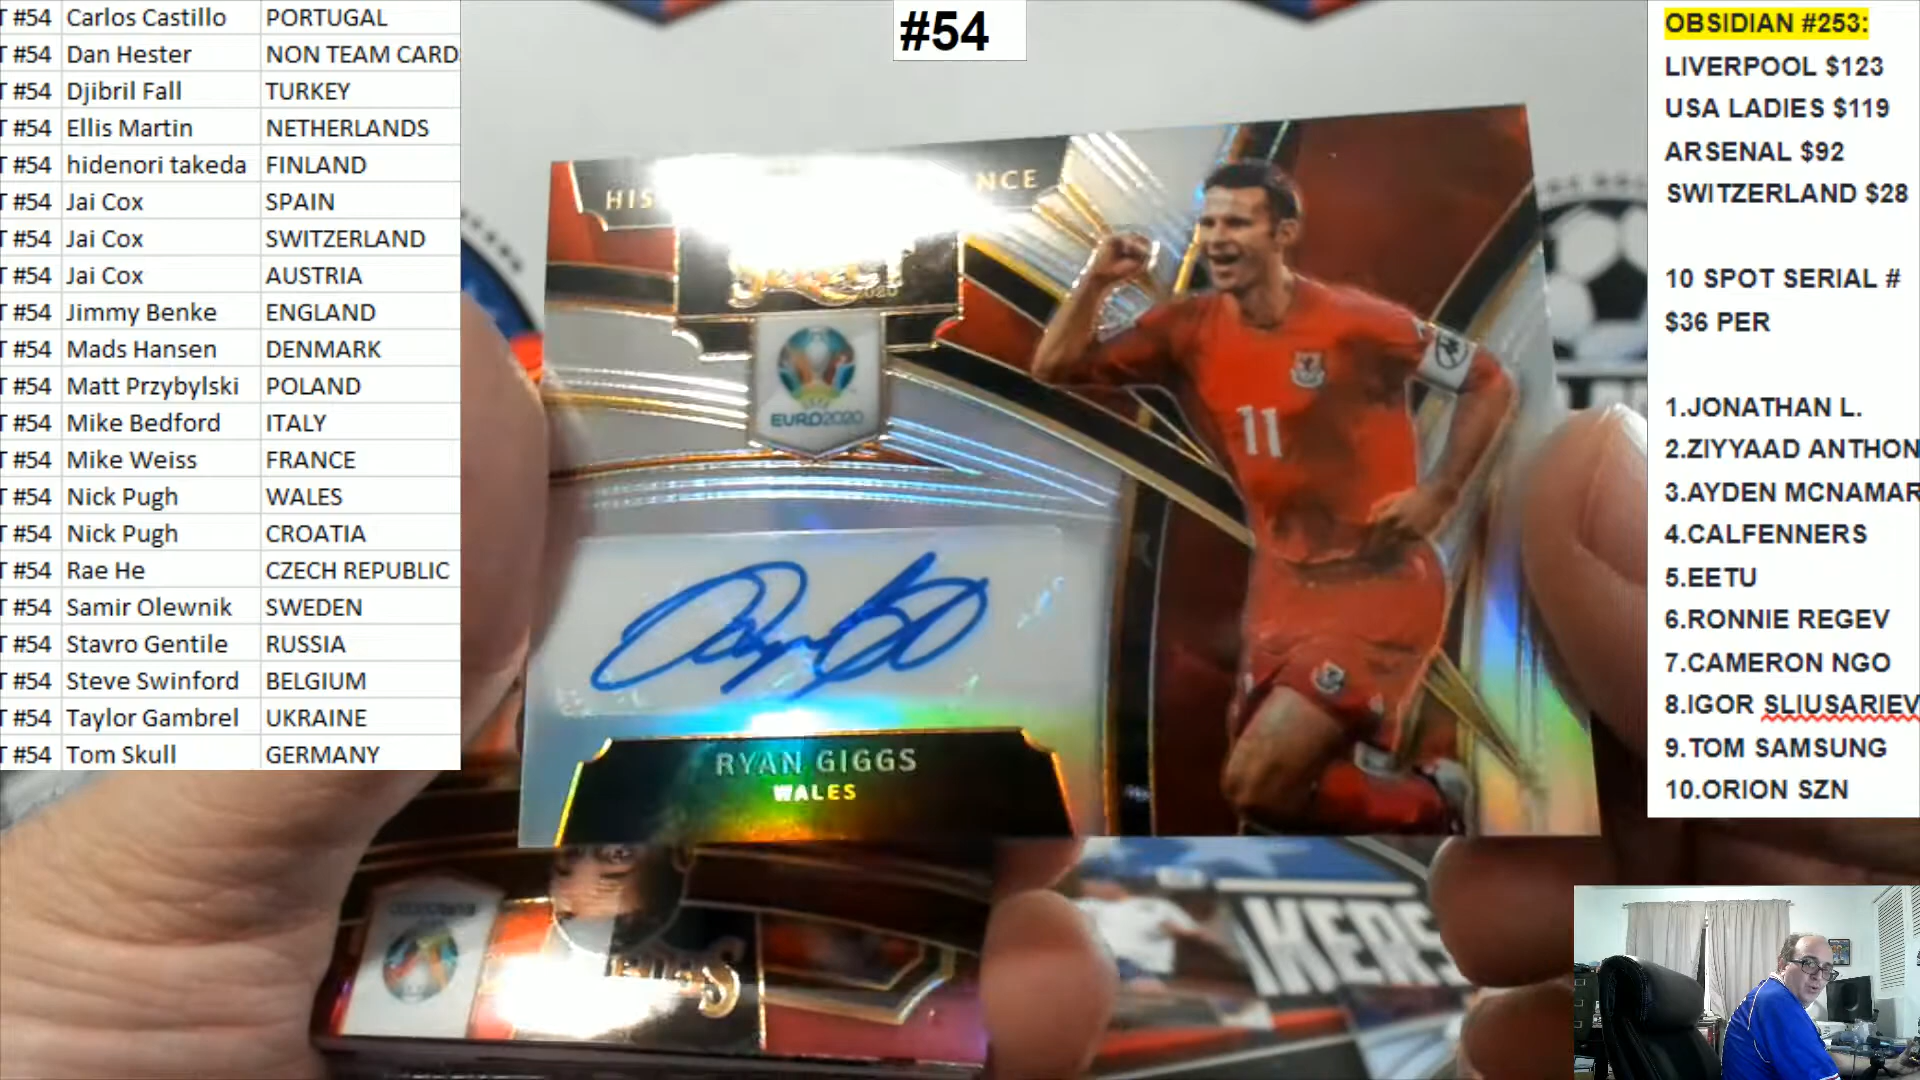 T #54 Carlos Castillo PORTUGAL
T #54 Dan Hester NON TEAM CARD
T #54 Djibril Fall TURKEY
T #54 Ellis Martin NETHERLANDS
T #54 hidenori takeda FINLAND
T #54 Jai Cox SPAIN
T #54 Jai Cox SWITZERLAND
T #54 Jai Cox AUSTRIA
T #54 Jimmy Benke ENGLAND
T #54 Mads Hansen DENMARK
T #54 Matt Przybylski POLAND
T #54 Mike Bedford ITALY
T #54 Mike Weiss FRANCE
T #54 Nick Pugh WALES
T #54 Nick Pugh CROATIA
T #54 Rae He CZECH REPUBLIC
T #54 Samir Olewnik SWEDEN
T #54 Stavro Gentile RUSSIA
T #54 Steve Swinford BELGIUM
T #54 Taylor Gambrel UKRAINE
T #54 Tom Skull GERMANY
#54
EURO2020
11
RYAN GIGGS
WALES
OBSIDIAN #253:
LIVERPOOL $123
USA LADIES $119
ARSENAL $92
SWITZERLAND $28
10 SPOT SERIAL #
$36 PER
1.JONATHAN L.
2.ZIYYAAD ANTHON
3.AYDEN MCNAMAR
4.CALFENNERS
5.EETU
6.RONNIE REGEV
7.CAMERON NGO
8.IGOR SLIUSARIEV
9.TOM SAMSUNG
10.ORION SZN